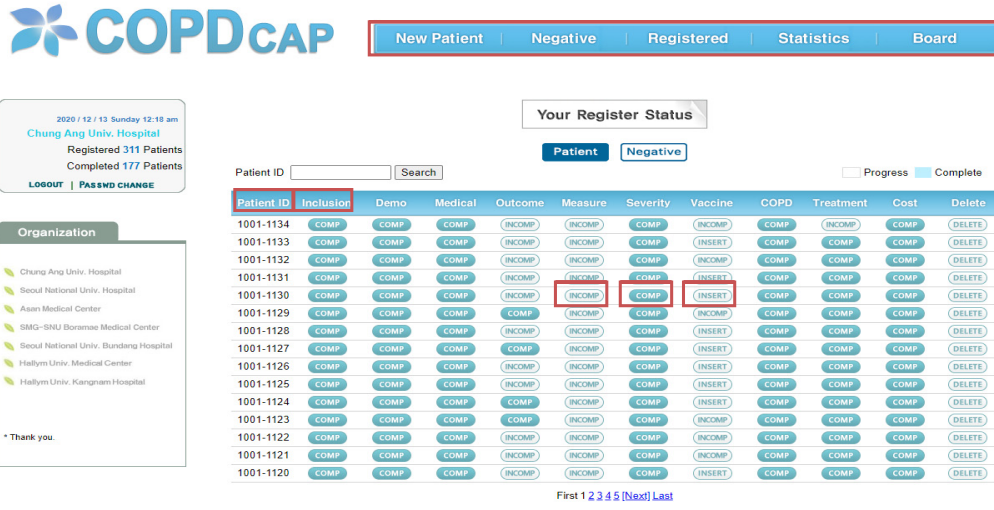 COPDCAP
New Patient | Negative | Registered | Statistics | Board
2020 / 12 / 13 Sunday 12:18 am
Chung Ang Univ. Hospital
Registered 311 Patients
Completed 177 Patients
LOGOUT | PASSWD CHANGE
Organization
Chung Ang Univ. Hospital
Seoul National Univ. Hospital
Asan Medical Center
SMG-SNU Boramae Medical Center
Seoul National Univ. Bundang Hospital
Hallym Univ. Medical Center
Hallym Univ. Kangnam Hospital
* Thank you.
Your Register Status
Patient Negative
Patient ID Search Progress Complete
Patient ID Inclusion Demo Medical Outcome Measure Severity Vaccine COPD Treatment Cost Delete
1001-1134 COMP COMP COMP INCOMP INCOMP COMP INCOMP COMP INCOMP COMP DELETE
1001-1133 COMP COMP COMP INCOMP INCOMP COMP INSERT COMP COMP COMP DELETE
1001-1132 COMP COMP COMP INCOMP INCOMP COMP INCOMP COMP COMP COMP DELETE
1001-1131 COMP COMP COMP INCOMP INCOMP COMP INSERT COMP COMP COMP DELETE
1001-1130 COMP COMP COMP INCOMP INCOMP COMP INSERT COMP COMP COMP DELETE
1001-1129 COMP COMP COMP COMP INCOMP COMP INCOMP COMP COMP COMP DELETE
1001-1128 COMP COMP COMP INCOMP INCOMP COMP INSERT COMP COMP COMP DELETE
1001-1127 COMP COMP COMP COMP INCOMP COMP INSERT COMP COMP COMP DELETE
1001-1126 COMP COMP COMP INCOMP INCOMP COMP INSERT COMP COMP COMP DELETE
1001-1125 COMP COMP COMP INCOMP INCOMP COMP INSERT COMP COMP COMP DELETE
1001-1124 COMP COMP COMP COMP INCOMP COMP INSERT COMP COMP COMP DELETE
1001-1123 COMP COMP COMP COMP INCOMP COMP INCOMP COMP COMP COMP DELETE
1001-1122 COMP COMP COMP INCOMP INCOMP COMP INCOMP COMP COMP COMP DELETE
1001-1121 COMP COMP COMP INCOMP INCOMP COMP INCOMP COMP COMP COMP DELETE
1001-1120 COMP COMP COMP INCOMP INCOMP COMP INSERT COMP COMP COMP DELETE
First 1 2 3 4 5 [Next] Last